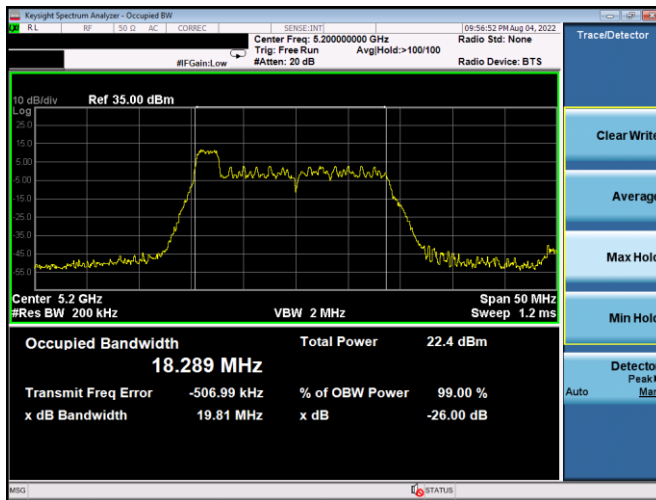 Keysight Spectrum Analyzer - Occupied BW
RL RF 50 Ω AC CORREC SENSE:INT 09:56:52 PM Aug 04, 2022
Center Freq: 5.200000000 GHz Radio Std: None Trace/Detector
Trig: Free Run Avg|Hold:>100/100
#IFGain:Low #Atten: 20 dB Radio Device: BTS
10 dB/div Ref 35.00 dBm
Log
25.0
15.0
5.00
-5.00
-15.0
-25.0
-35.0
-45.0
-55.0
Clear Write
Average
Max Hold
Min Hold
Center 5.2 GHz Span 50 MHz
#Res BW 200 kHz VBW 2 MHz Sweep 1.2 ms
Occupied Bandwidth Total Power 22.4 dBm
18.289 MHz
Transmit Freq Error -506.99 kHz % of OBW Power 99.00 %
x dB Bandwidth 19.81 MHz x dB -26.00 dB
Detector
Peak
Auto Man
MSG STATUS